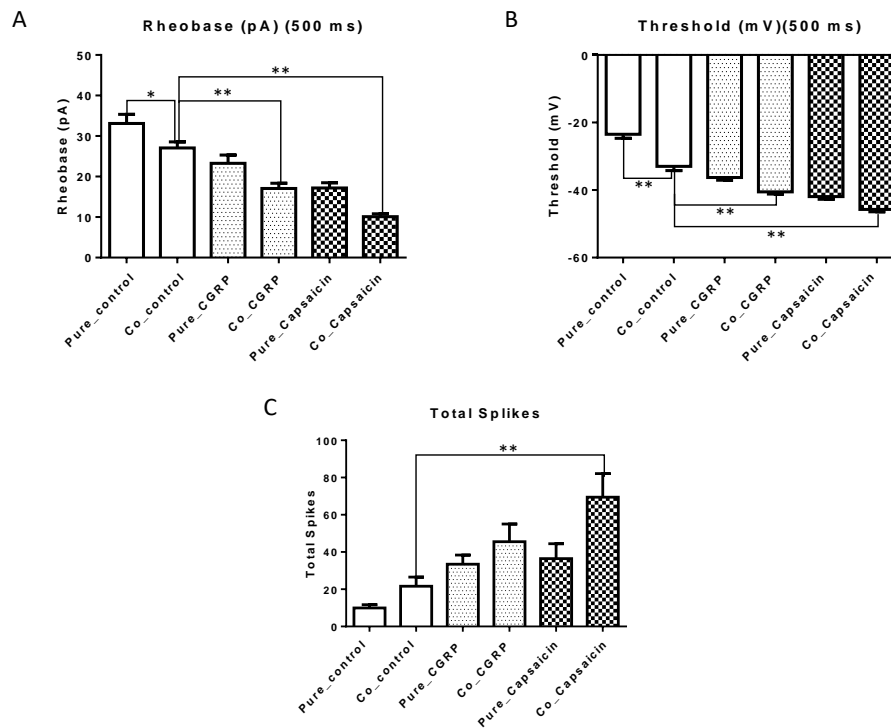 A
Rheobase (pA) (500 ms)
Rheobase (pA)
50
40
30
20
10
0
*
**
**
Pure_control
Co_control
Pure_CGRP
Co_CGRP
Pure_Capsaicin
Co_Capsaicin
B
Threshold (mV)(500 ms)
Threshold (mV)
0
-20
-40
-60
**
**
**
Pure_control
Co_control
Pure_CGRP
Co_CGRP
Pure_Capsaicin
Co_Capsaicin
C
Total Spikes
Total Spikes
100
80
60
40
20
0
**
Pure_control
Co_control
Pure_CGRP
Co_CGRP
Pure_Capsaicin
Co_Capsaicin